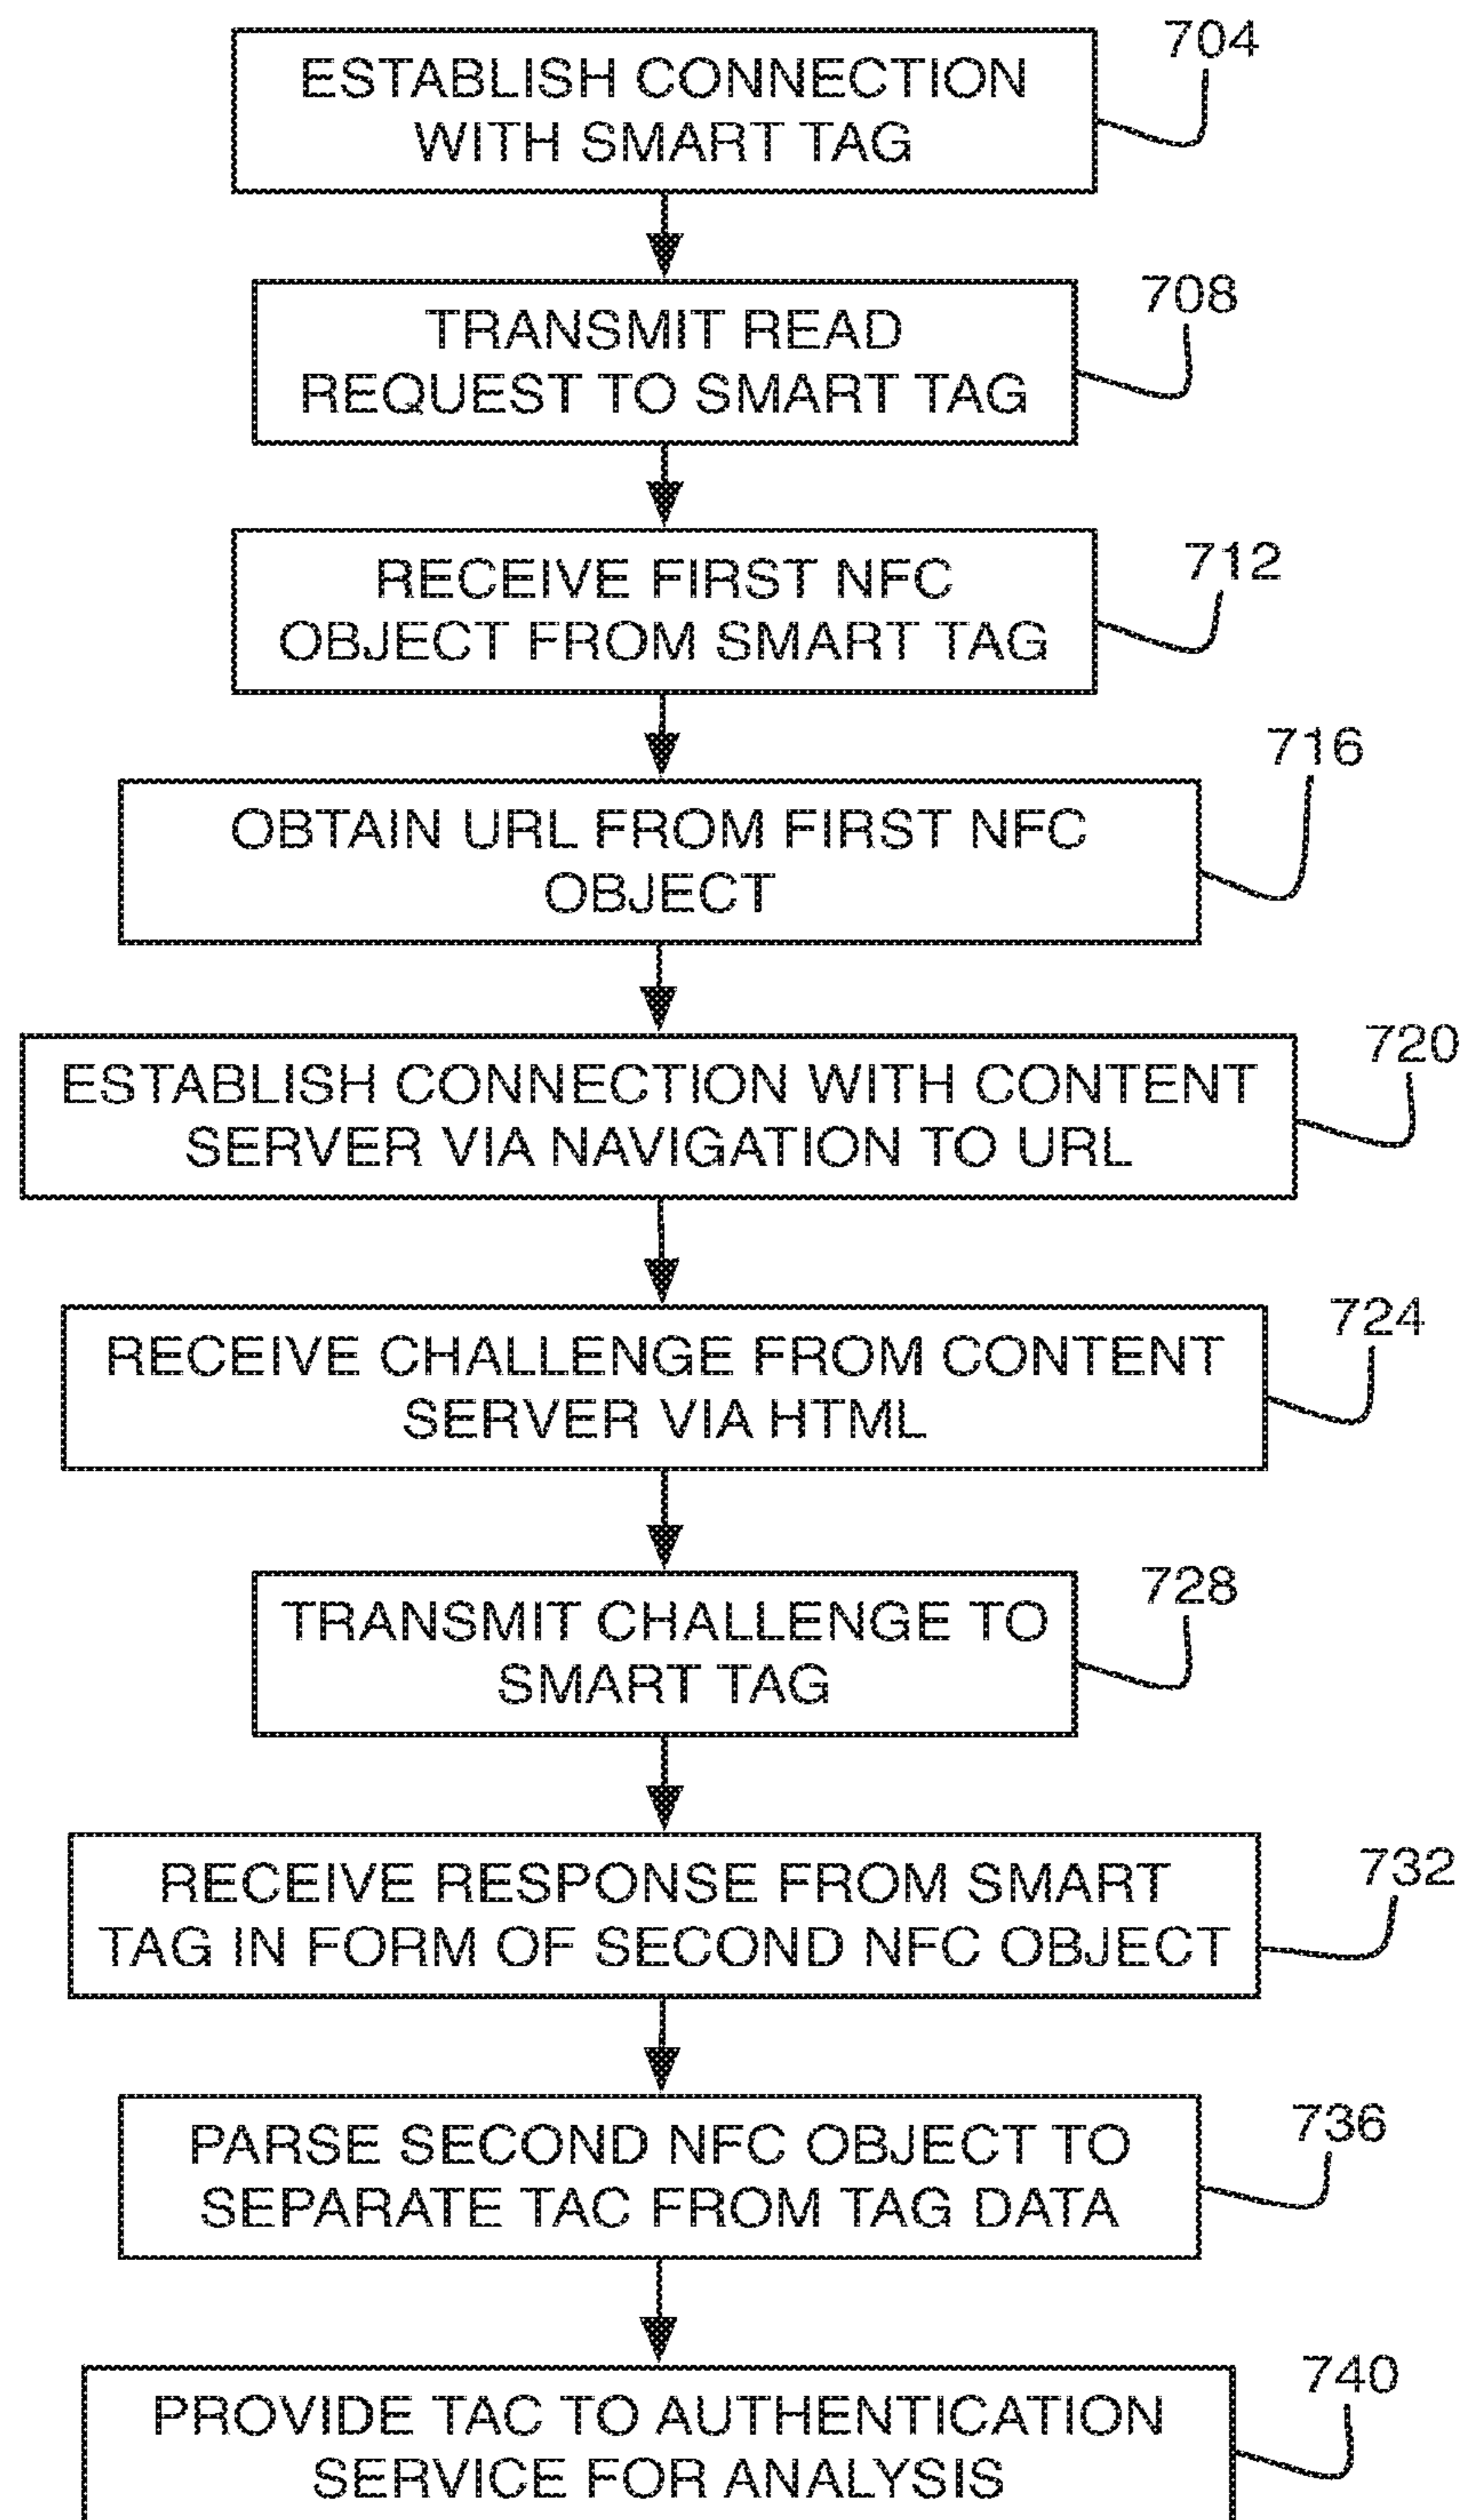 704
ESTABLISH CONNECTION
WITH SMART TAG
708
TRANSMIT READ
REQUEST TO SMART TAG
712
RECEIVE FIRST NFC
OBJECT FROM SMART TAG
716
OBTAIN URL FROM FIRST NFC
OBJECT
720
ESTABLISH CONNECTION WITH CONTENT
SERVER VIA NAVIGATION TO URL
724
RECEIVE CHALLENGE FROM CONTENT
SERVER VIA HTML
728
TRANSMIT CHALLENGE TO
SMART TAG
732
RECEIVE RESPONSE FROM SMART
TAG IN FORM OF SECOND NFC OBJECT
736
PARSE SECOND NFC OBJECT TO
SEPARATE TAC FROM TAG DATA
740
PROVIDE TAC TO AUTHENTICATION
SERVICE FOR ANALYSIS